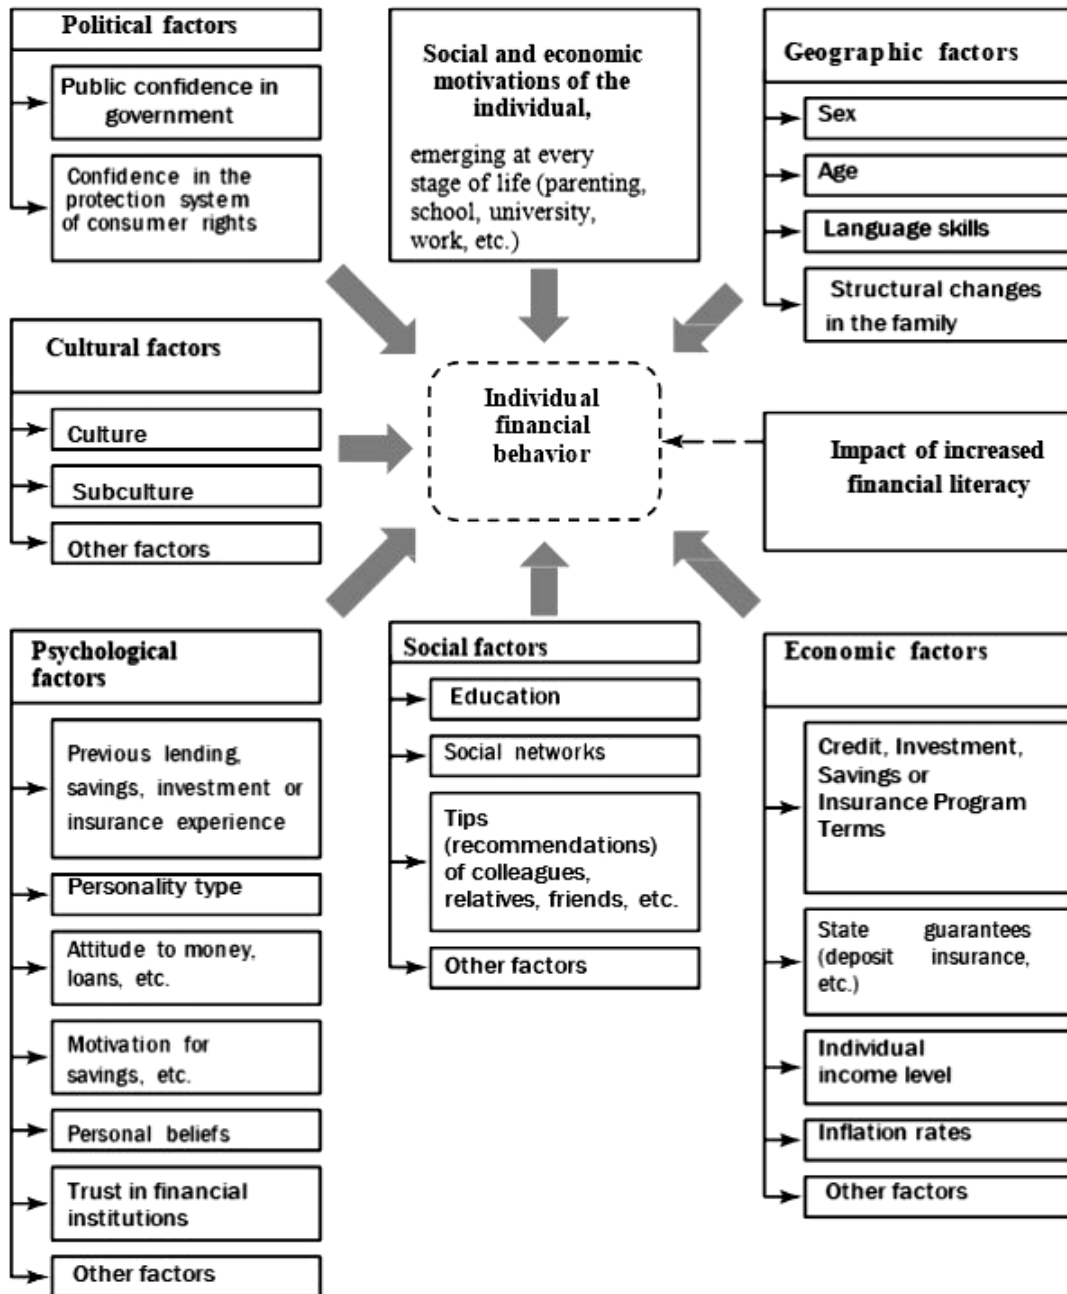 Political factors
Public confidence in
government
Confidence in the
protection system
of consumer rights
Social and economic
motivations of the
individual,
emerging at every
stage of life (parenting,
school, university,
work, etc.)
Geographic factors
Sex
Age
Language skills
Structural changes
in the family
Cultural factors
Culture
Subculture
Other factors
Individual
financial
behavior
Impact of increased
financial literacy
Psychological
factors
Previous lending,
savings, investment or
insurance experience
Personality type
Attitude to money,
loans, etc.
Motivation for
savings, etc.
Personal beliefs
Trust in financial
institutions
Other factors
Social factors
Education
Social networks
Tips
(recommendations)
of colleagues,
relatives, friends, etc.
Other factors
Economic factors
Credit, Investment,
Savings or
Insurance Program
Terms
State guarantees
(deposit insurance,
etc.)
Individual
income level
Inflation rates
Other factors